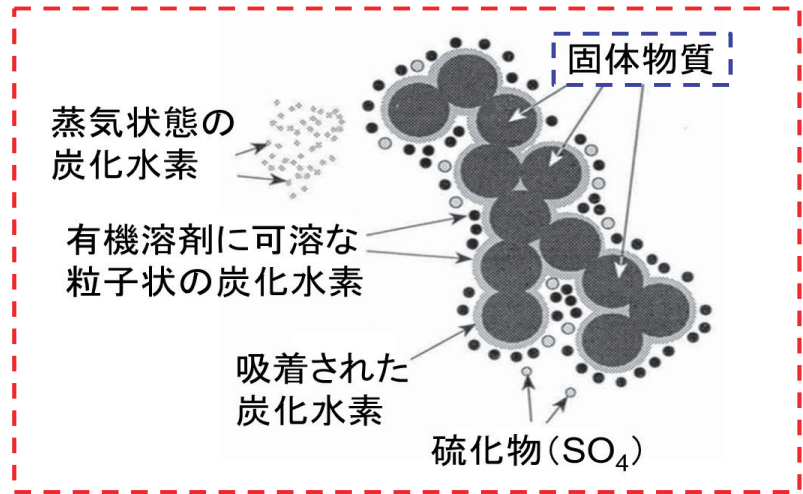 固体物質
蒸気状態の
炭化水素
有機溶剤に可溶な
粒子状の炭化水素
吸着された
炭化水素
硫化物（SO₄）